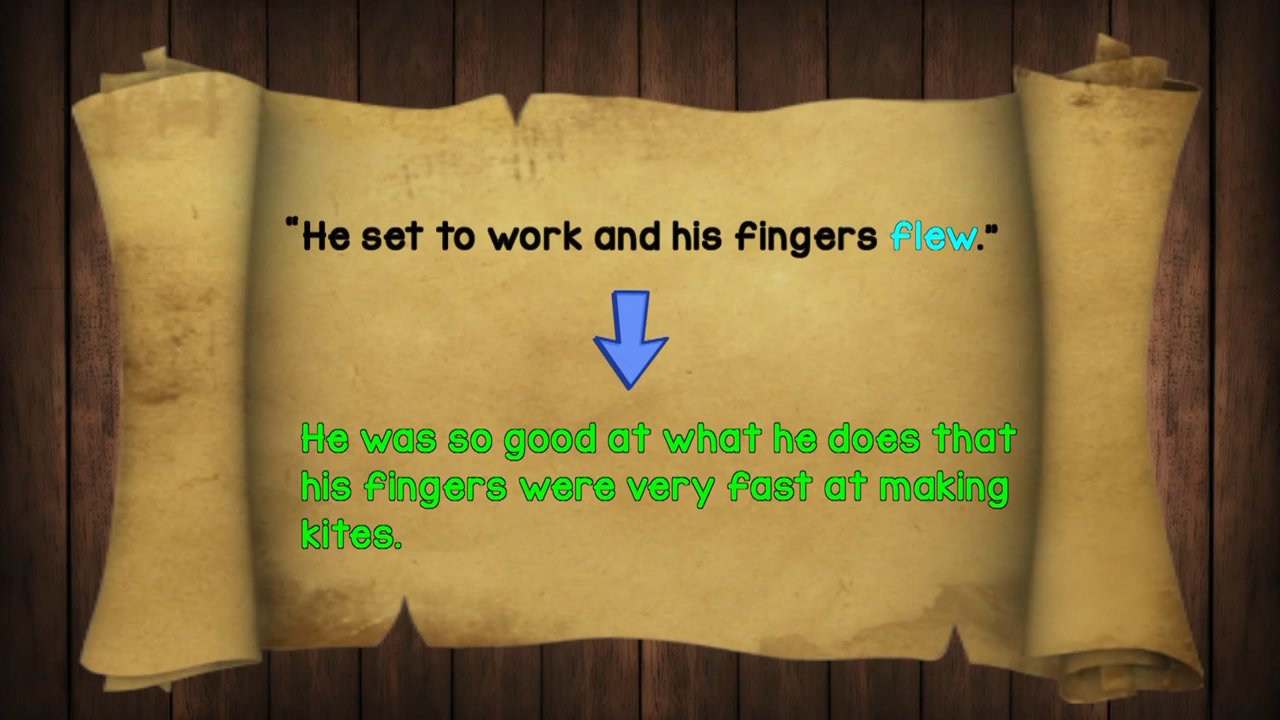 "He set to work and his fingers flew."
He was so good at what he does that
his fingers were very fast at making
kites.